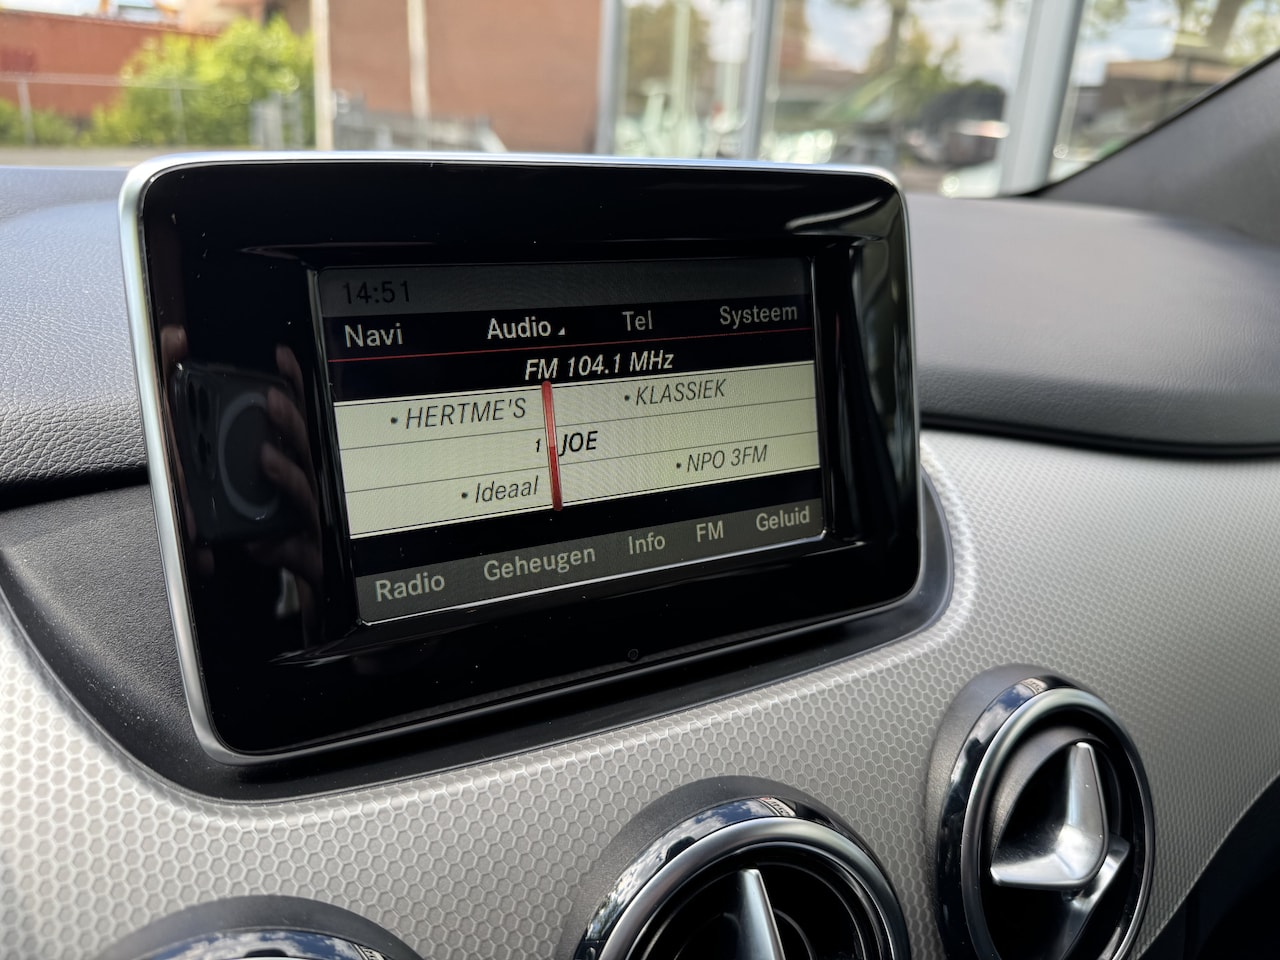 14:51
Navi Audio Tel Systeem
FM 104.1 MHz
• HERTME'S • KLASSIEK
1 JOE
• Ideaal • NPO 3FM
Radio Geheugen Info FM Geluid